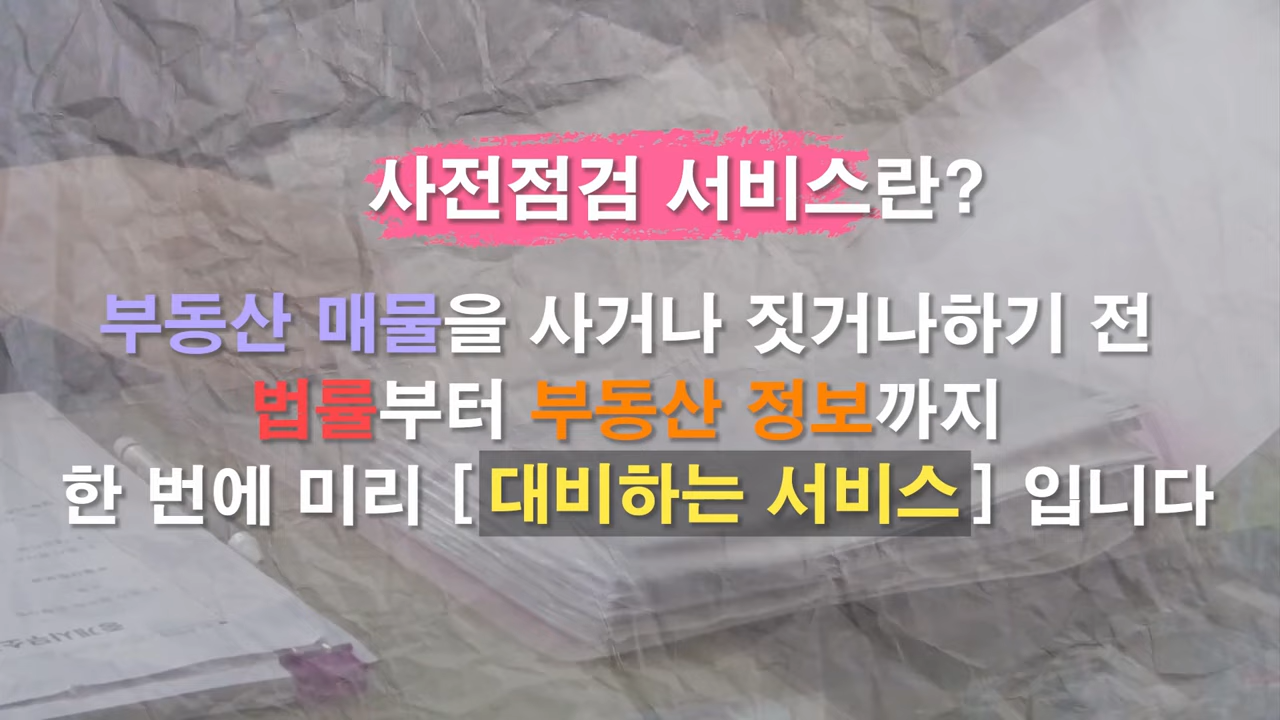 사전점검 서비스란?
부동산 매물을 사거나 짓거나하기 전
법률부터 부동산 정보까지
한 번에 미리 [대비하는 서비스] 입니다